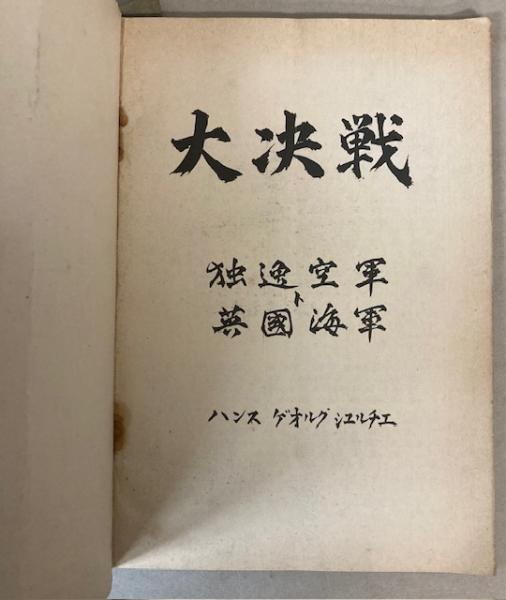 大決戦
独逸空軍
ト
英國海軍
ハンス ゲオルグ シエルチエ